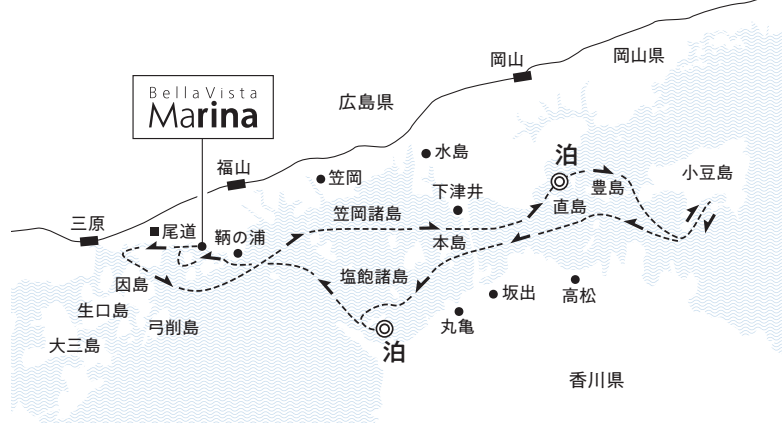 岡山
岡山県
BellaVista
Marina
広島県
水島
泊
福山
笠岡
小豆島
下津井
豊島
三原
尾道
笠岡諸島
直島
鞆の浦
本島
因島
塩飽諸島
生口島
坂出
高松
弓削島
丸亀
大三島
泊
香川県